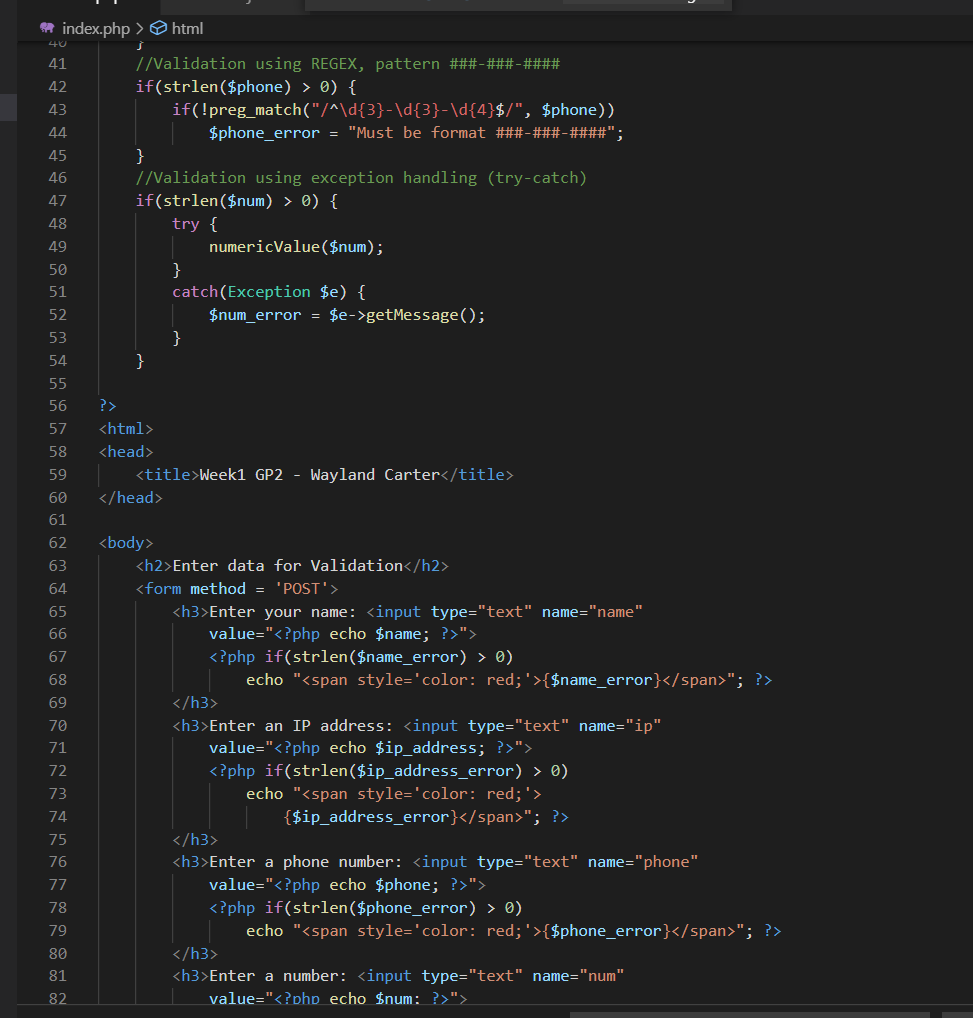 index.php > html
40 }
41 //Validation using REGEX, pattern ###-###-####
42 if(strlen($phone) > 0) {
43 if(!preg_match("/^\d{3}-\d{3}-\d{4}$/", $phone))
44 $phone_error = "Must be format ###-###-####";
45 }
46 //Validation using exception handling (try-catch)
47 if(strlen($num) > 0) {
48 try {
49 numericValue($num);
50 }
51 catch(Exception $e) {
52 $num_error = $e->getMessage();
53 }
54 }
55
56 ?>
57 <html>
58 <head>
59 <title>Week1 GP2 - Wayland Carter</title>
60 </head>
61
62 <body>
63 <h2>Enter data for Validation</h2>
64 <form method = 'POST'>
65 <h3>Enter your name: <input type="text" name="name"
66 value="<?php echo $name; ?>">
67 <?php if(strlen($name_error) > 0)
68 echo "<span style='color: red;'>{$name_error}</span>"; ?>
69 </h3>
70 <h3>Enter an IP address: <input type="text" name="ip"
71 value="<?php echo $ip_address; ?>">
72 <?php if(strlen($ip_address_error) > 0)
73 echo "<span style='color: red;'>
74 {$ip_address_error}</span>"; ?>
75 </h3>
76 <h3>Enter a phone number: <input type="text" name="phone"
77 value="<?php echo $phone; ?>">
78 <?php if(strlen($phone_error) > 0)
79 echo "<span style='color: red;'>{$phone_error}</span>"; ?>
80 </h3>
81 <h3>Enter a number: <input type="text" name="num"
82 value="<?php echo $num; ?>">